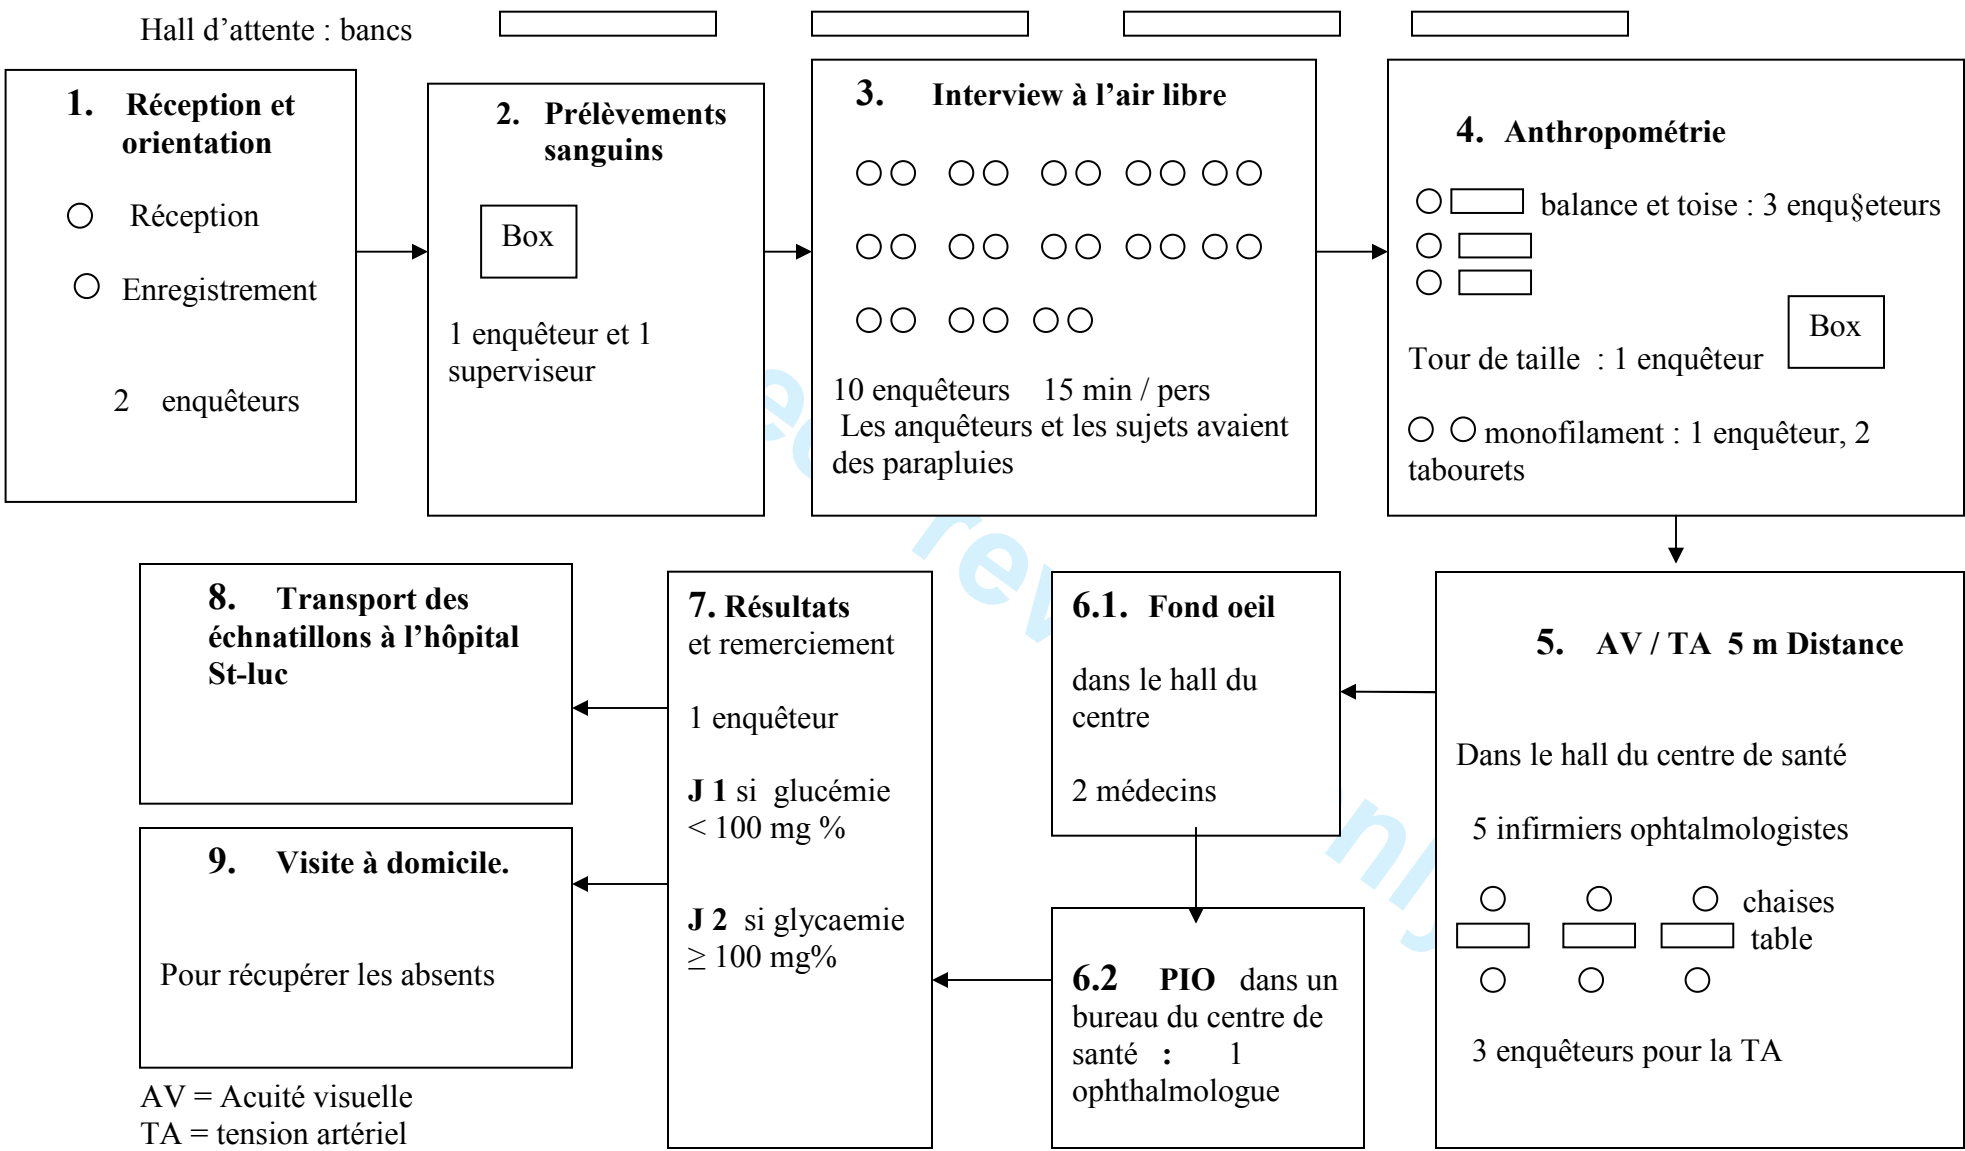 Hall d’attente : bancs
1. Réception et
orientation
Réception
Enregistrement
2 enquêteurs
2. Prélèvements
sanguins
Box
1 enquêteur et 1
superviseur
3. Interview à l’air libre
10 enquêteurs 15 min / pers
Les anquêteurs et les sujets avaient
des parapluies
4. Anthropométrie
balance et toise : 3 enqu§eteurs
Box
Tour de taille : 1 enquêteur
monofilament : 1 enquêteur, 2
tabourets
5. AV / TA 5 m Distance
Dans le hall du centre de santé
5 infirmiers ophtalmologistes
chaises
table
3 enquêteurs pour la TA
6.1. Fond oeil
dans le hall du
centre
2 médecins
6.2 PIO dans un
bureau du centre de
santé : 1
ophthalmologue
7. Résultats
et remerciement
1 enquêteur
J 1 si glucémie
< 100 mg %
J 2 si glycaemie
≥ 100 mg%
8. Transport des
échnatillons à l’hôpital
St-luc
9. Visite à domicile.
Pour récupérer les absents
AV = Acuité visuelle
TA = tension artériel